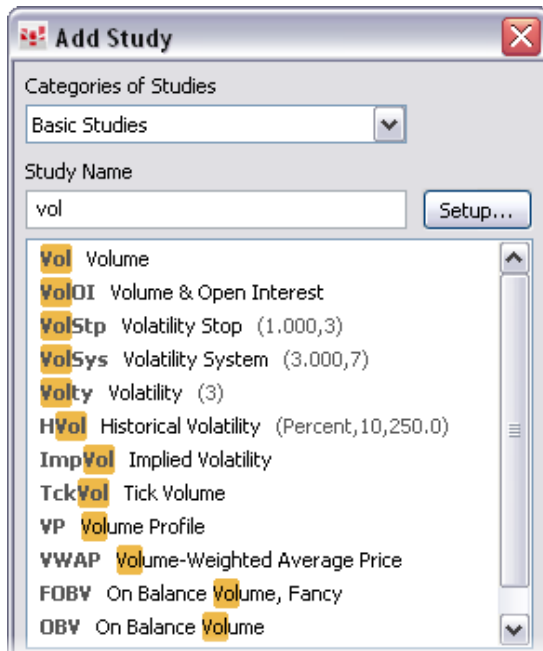 Add Study
Categories of Studies
Basic Studies
Study Name
vol
Setup...
Vol Volume
VolOI Volume & Open Interest
VolStp Volatility Stop (1.000,3)
VolSys Volatility System (3.000,7)
Volty Volatility (3)
HVol Historical Volatility (Percent,10,250.0)
ImpVol Implied Volatility
TckVol Tick Volume
VP Volume Profile
VWAP Volume-Weighted Average Price
FOBV On Balance Volume, Fancy
OBV On Balance Volume